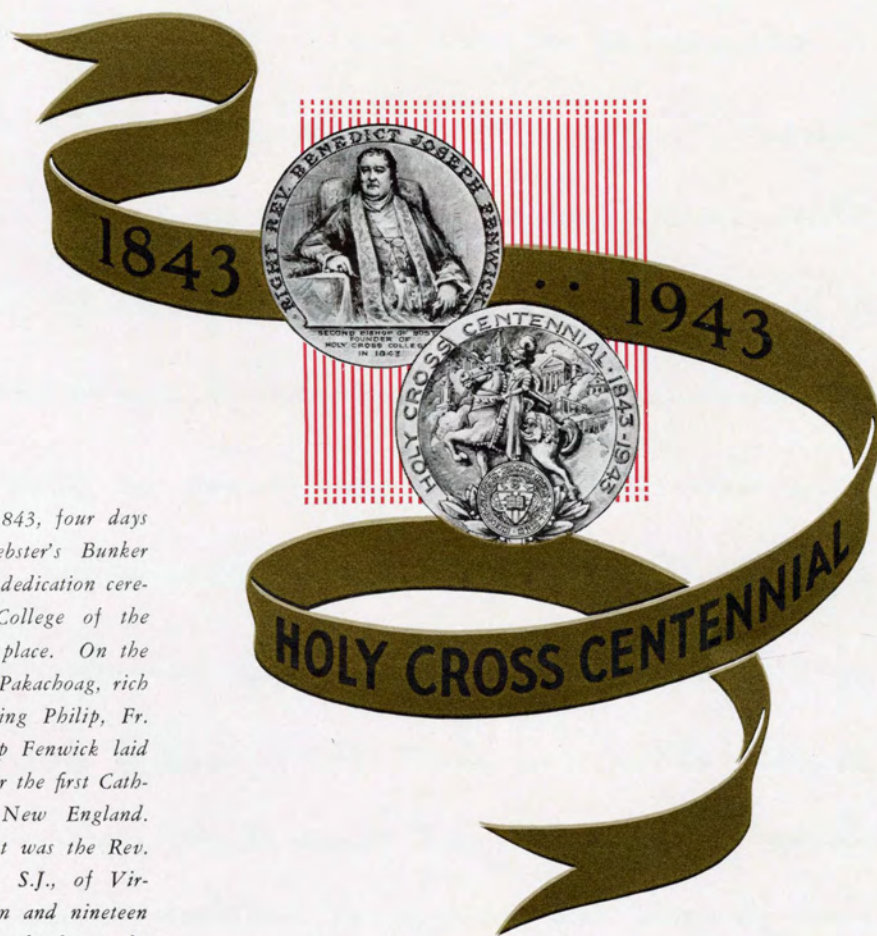 1843 · · 1943
RIGHT REV. BENEDICT JOSEPH FENWICK
SECOND BISHOP OF BOST
FOUNDER OF
HOLY CROSS COLLEGE
IN 1843
HOLY CROSS CENTENNIAL · 1843-1943
HOLY CROSS CENTENNIAL
843, four days
ebster's Bunker
dedication cere-
College of the
place. On the
Pakachoag, rich
ing Philip, Fr.
p Fenwick laid
r the first Cath-
New England.
t was the Rev.
S.J., of Vir-
n and nineteen